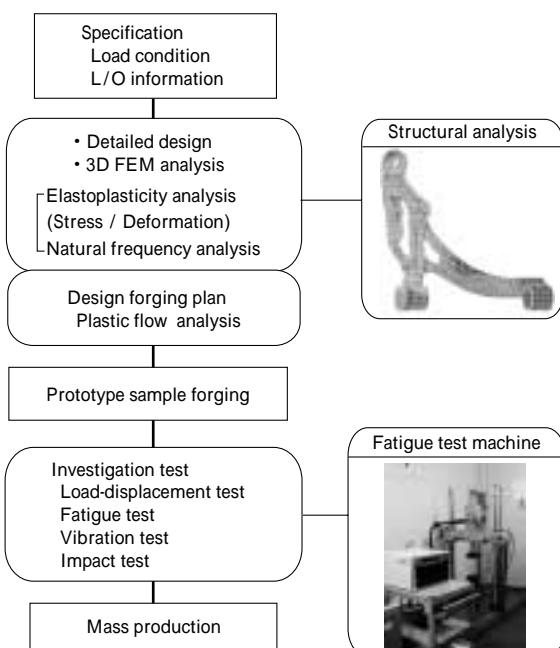 Specification
Load condition
L/O information
・Detailed design
・3D FEM analysis
Elastoplasticity analysis
(Stress / Deformation)
Natural frequency analysis
Structural analysis
Design forging plan
Plastic flow analysis
Prototype sample forging
Investigation test
Load-displacement test
Fatigue test
Vibration test
Impact test
Fatigue test machine
Mass production